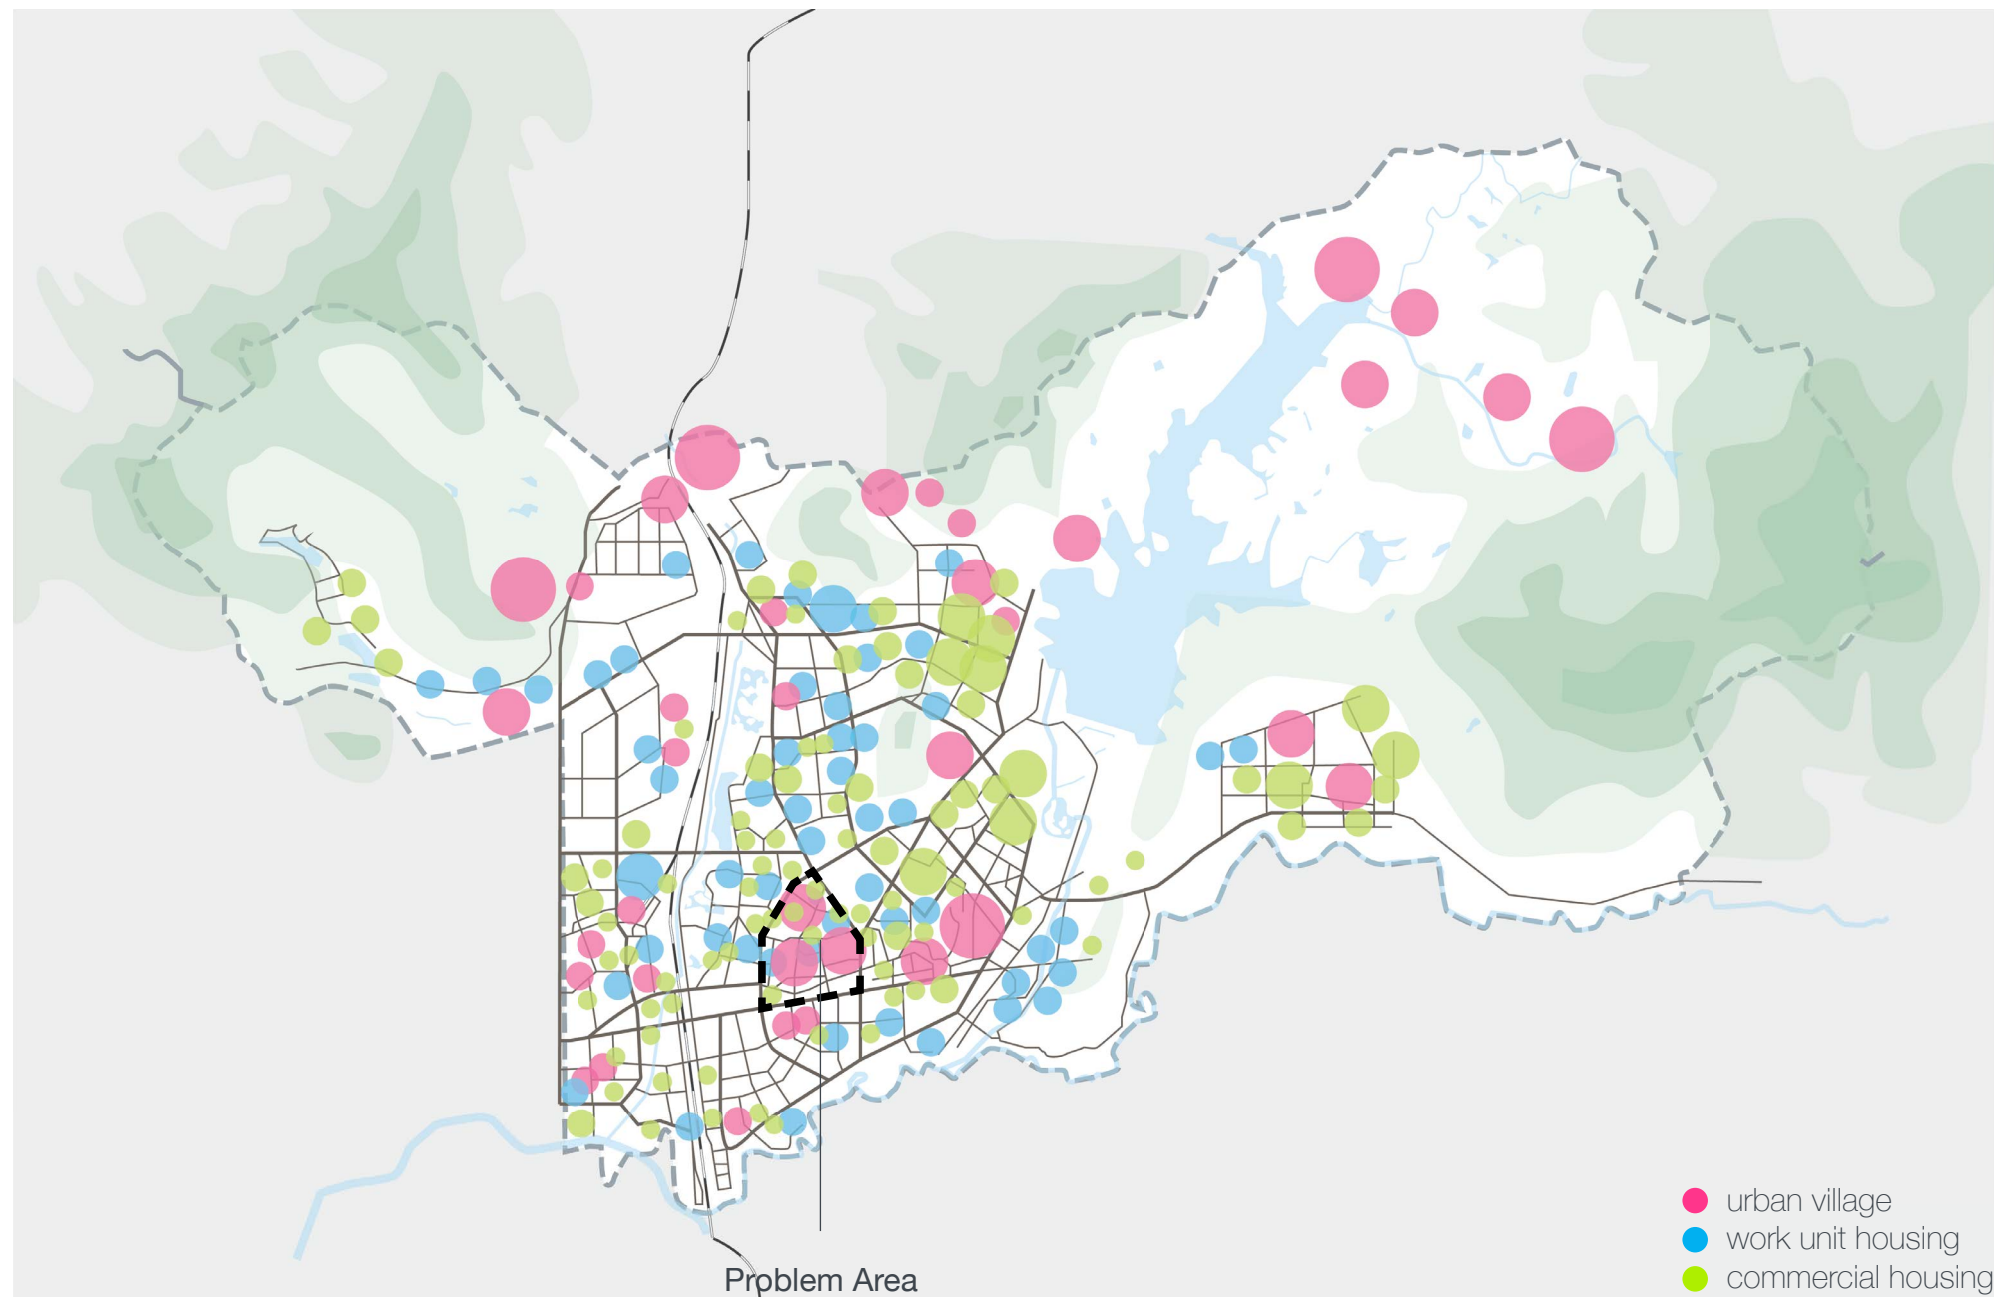 urban village
work unit housing
commercial housing
Problem Area